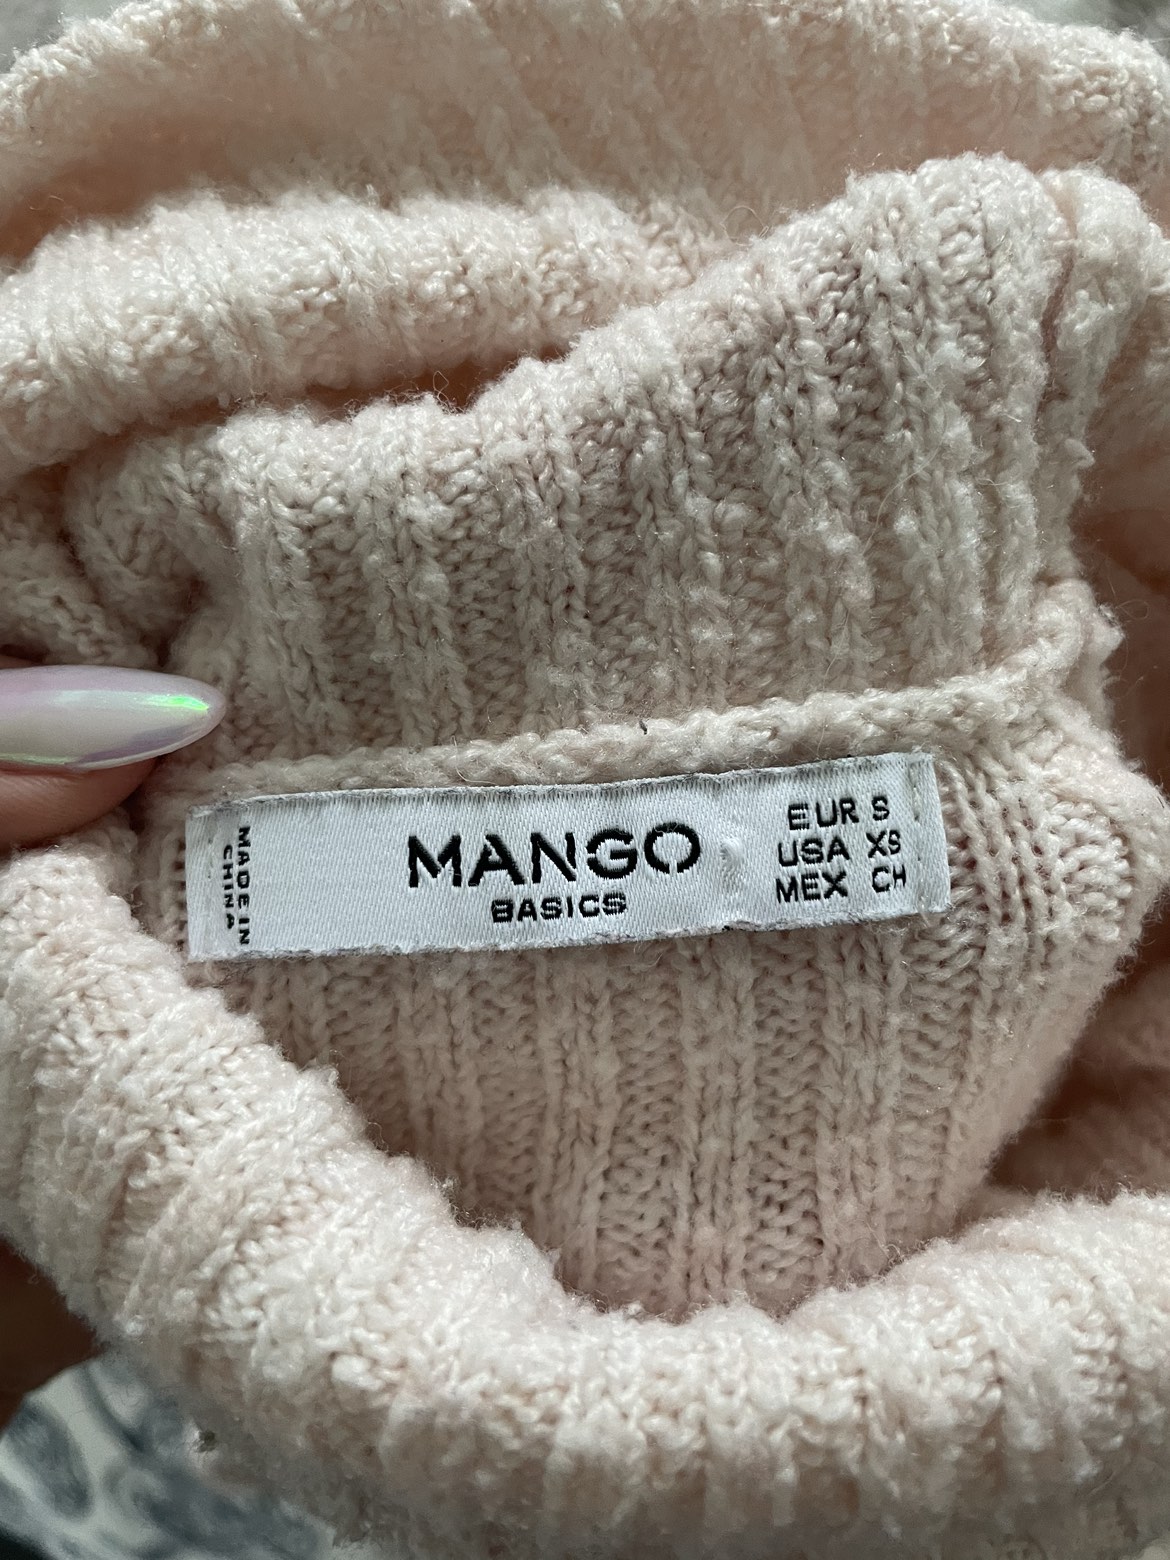 MADE IN
CHINA
MANGO
BASICS
EUR S
USA XS
MEX CH